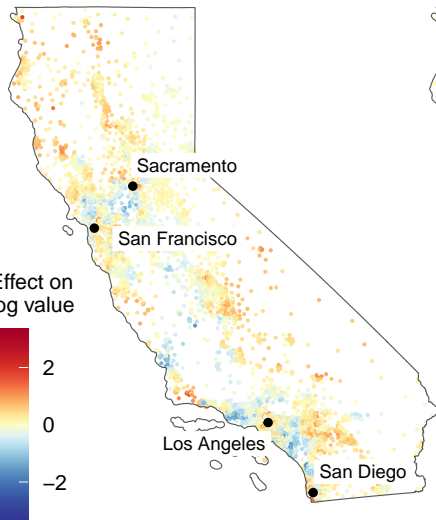 Sacramento
San Francisco
Effect on
log value
2
0
−2
Los Angeles
San Diego